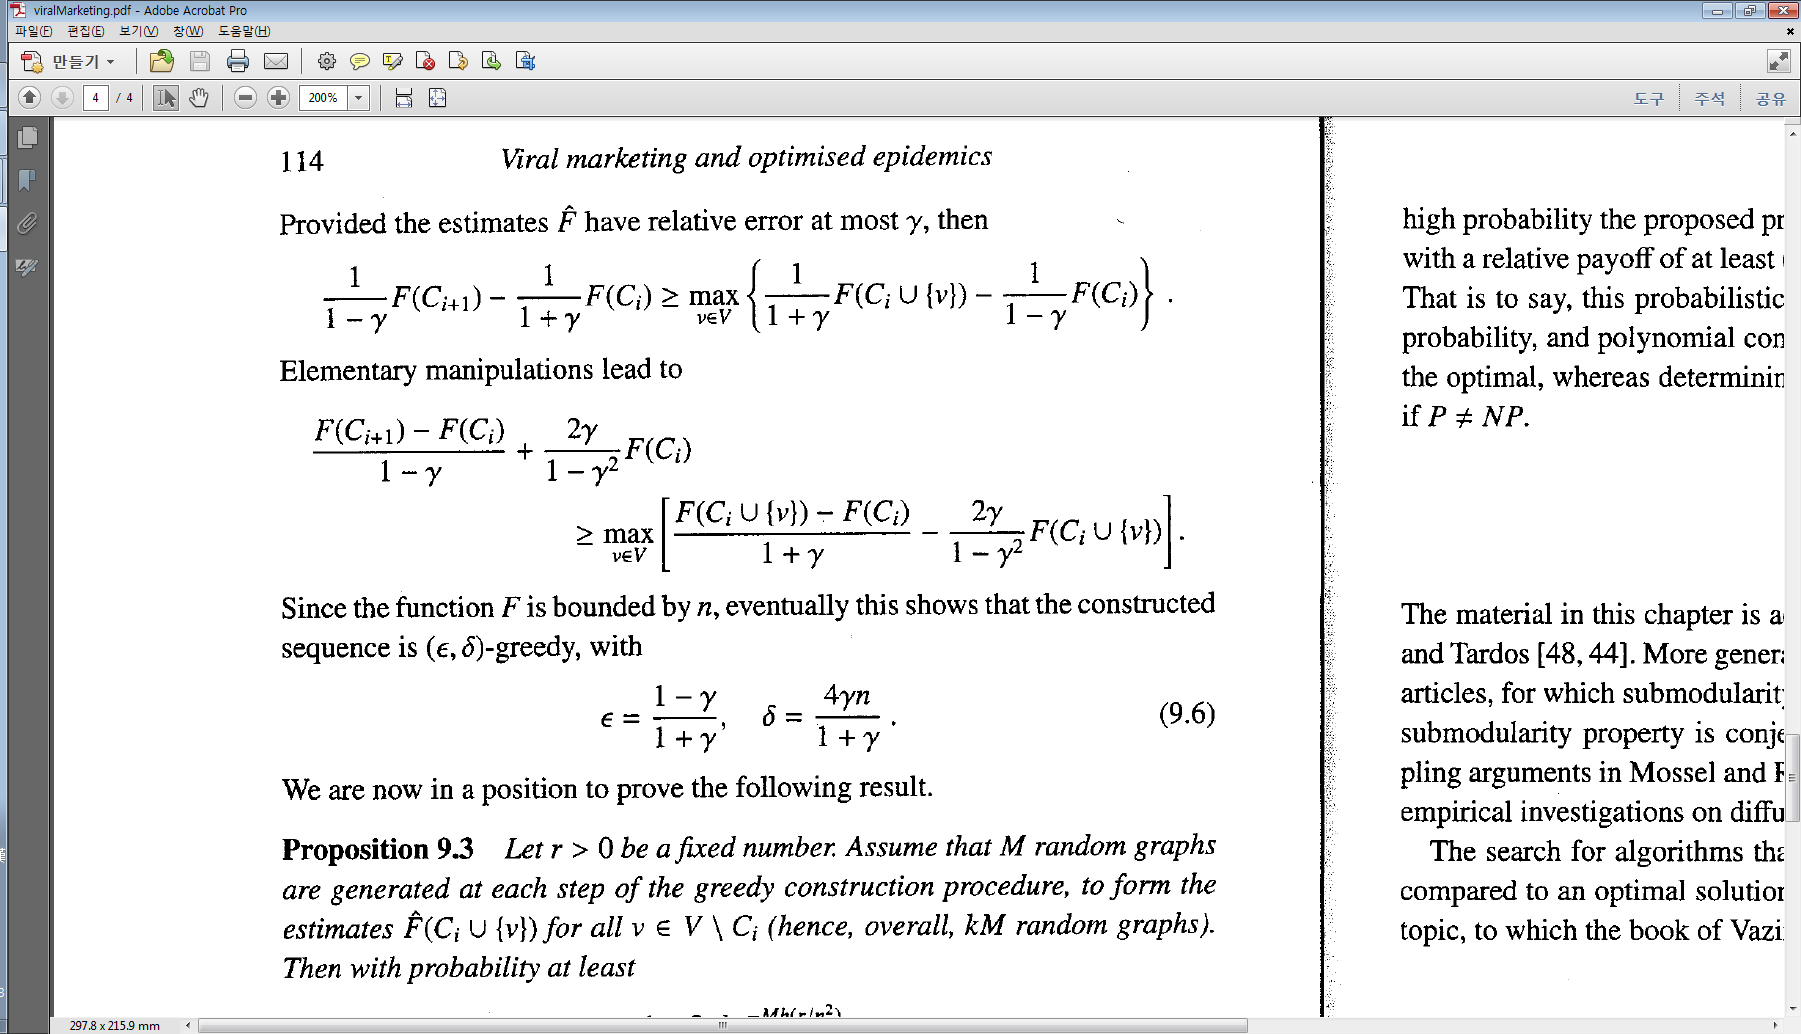 viralMarketing.pdf - Adobe Acrobat Pro
파일(F) 편집(E) 보기(V) 창(W) 도움말(H)
만들기
4 / 4 200% 도구 주석 공유
114 Viral marketing and optimised epidemics
Provided the estimates F̂ have relative error at most γ, then
1/(1 − γ) F(C_{i+1}) − 1/(1 + γ) F(C_i) ≥ max_{v∈V} { 1/(1 + γ) F(C_i ∪ {v}) − 1/(1 − γ) F(C_i) } .
Elementary manipulations lead to
(F(C_{i+1}) − F(C_i))/(1 − γ) + 2γ/(1 − γ²) F(C_i)
≥ max_{v∈V} [ (F(C_i ∪ {v}) − F(C_i))/(1 + γ) − 2γ/(1 − γ²) F(C_i ∪ {v}) ] .
Since the function F is bounded by n, eventually this shows that the constructed
sequence is (ϵ, δ)-greedy, with
ϵ = (1 − γ)/(1 + γ), δ = 4γn/(1 + γ) . (9.6)
We are now in a position to prove the following result.
Proposition 9.3 Let r > 0 be a fixed number. Assume that M random graphs
are generated at each step of the greedy construction procedure, to form the
estimates F̂(C_i ∪ {v}) for all v ∈ V \ C_i (hence, overall, kM random graphs).
Then with probability at least
high probability the proposed
with a relative payoff of at least
That is to say, this probabilistic
probability, and polynomial
the optimal, whereas
if P ≠ NP.
The material in this chapter is
and Tardos [48, 44]. More
articles, for which
submodularity property is
pling arguments in Mossel and
empirical investigations on
The search for algorithms
compared to an optimal
topic, to which the book of
297.8 x 215.9 mm